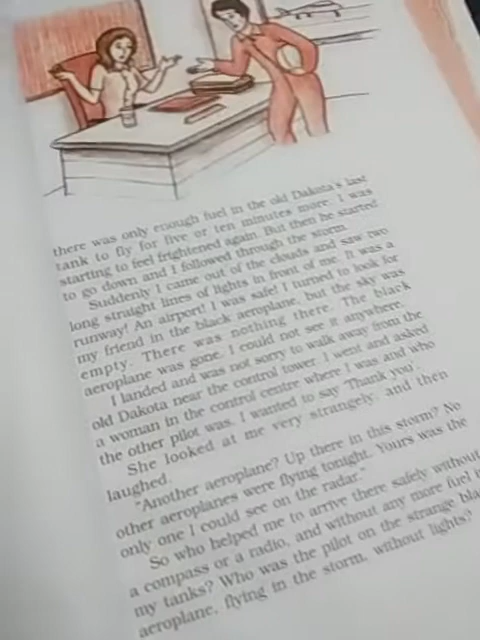 there was only enough fuel in the old Dakota's last
tank to fly for five or ten minutes more. I was
starting to feel frightened again. But then he started
to go down and I followed through the storm.
Suddenly I came out of the clouds and saw two
long straight lines of lights in front of me. It was a
runway! An airport! I was safe! I turned to look for
my friend in the black aeroplane, but the sky was
empty. There was nothing there. The black
aeroplane was gone. I could not see it anywhere.
I landed and was not sorry to walk away from the
old Dakota near the control tower. I went and asked
a woman in the control centre where I was and who
the other pilot was. I wanted to say 'Thank you'.
She looked at me very strangely, and then
laughed.
"Another aeroplane? Up there in this storm? No
other aeroplanes were flying tonight. Yours was the
only one I could see on the radar."
So who helped me to arrive there safely without
a compass or a radio, and without any more fuel
my tanks? Who was the pilot on the strange
aeroplane, flying in the storm, without lights?